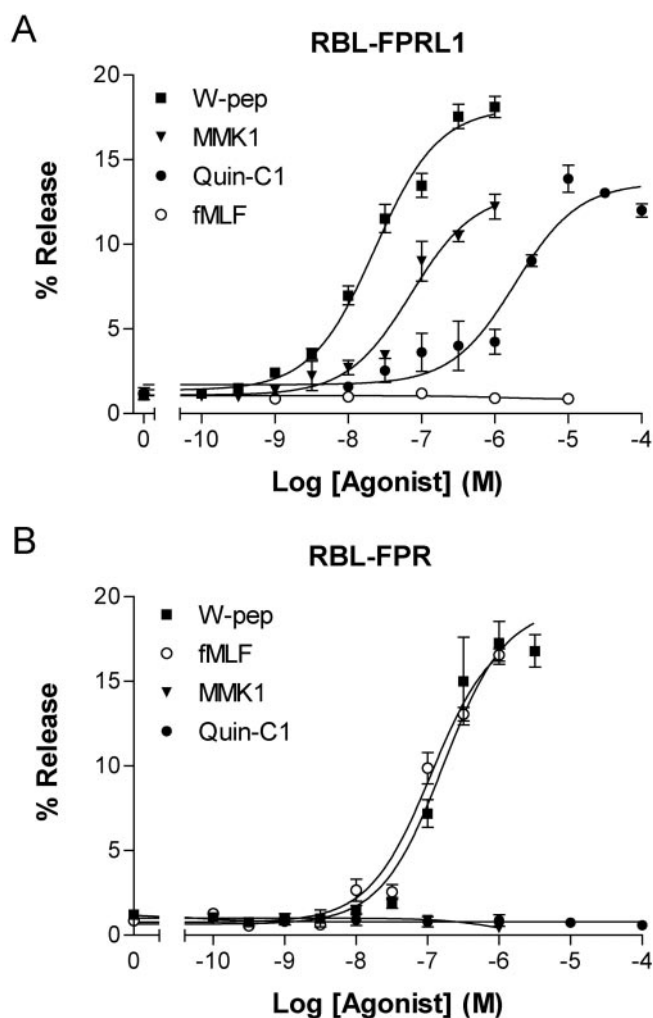 A
RBL-FPRL1
20
15
10
5
0
% Release
W-pep
MMK1
Quin-C1
fMLF
0 -10 -9 -8 -7 -6 -5 -4
Log [Agonist] (M)
B
RBL-FPR
20
15
10
5
0
% Release
W-pep
fMLF
MMK1
Quin-C1
0 -10 -9 -8 -7 -6 -5 -4
Log [Agonist] (M)